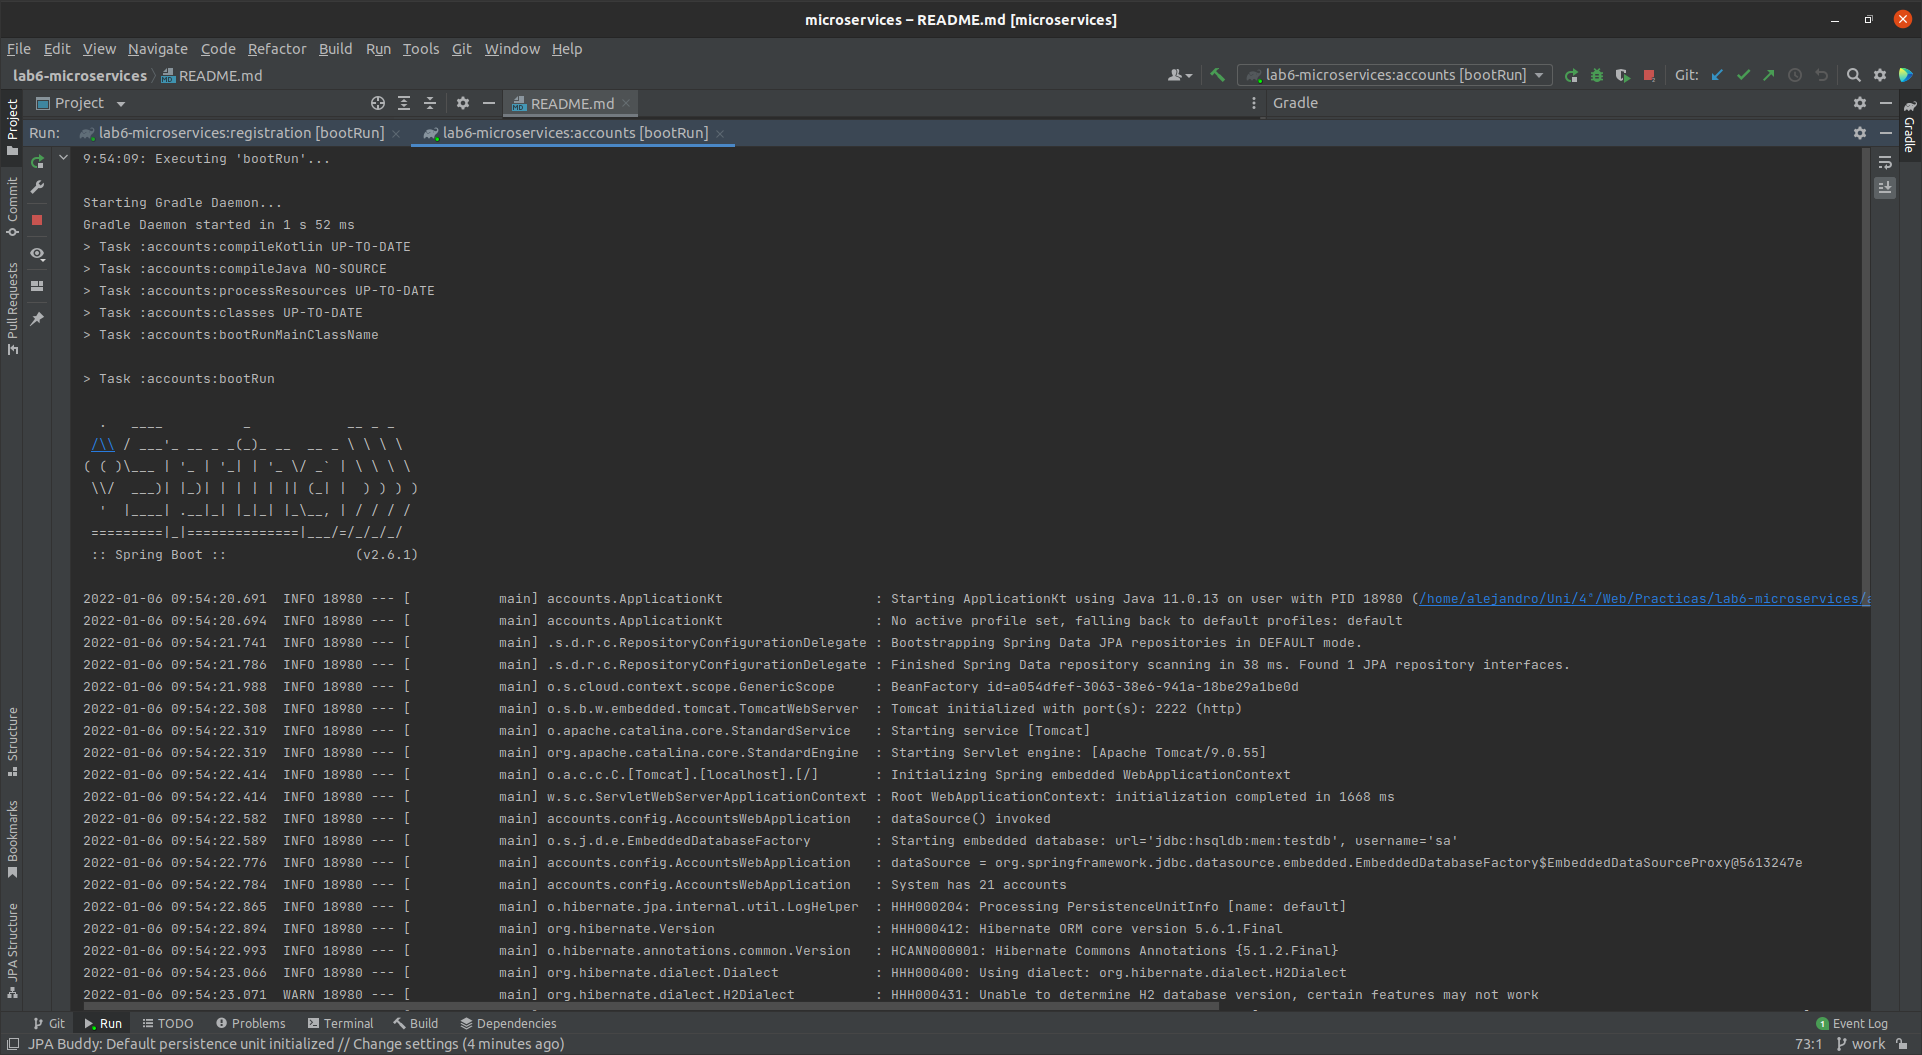 microservices – README.md [microservices]
File Edit View Navigate Code Refactor Build Run Tools Git Window Help
lab6-microservices README.md lab6-microservices:accounts [bootRun] Git:
Project README.md Gradle
Run: lab6-microservices:registration [bootRun] lab6-microservices:accounts [bootRun]
Project
Commit
Pull Requests
Structure
Bookmarks
JPA Structure
Gradle
9:54:09: Executing 'bootRun'...
Starting Gradle Daemon...
Gradle Daemon started in 1 s 52 ms
> Task :accounts:compileKotlin UP-TO-DATE
> Task :accounts:compileJava NO-SOURCE
> Task :accounts:processResources UP-TO-DATE
> Task :accounts:classes UP-TO-DATE
> Task :accounts:bootRunMainClassName
> Task :accounts:bootRun
  .   ____          _            __ _ _
 /\\ / ___'_ __ _ _(_)_ __  __ _ \ \ \ \
( ( )\___ | '_ | '_| | '_ \/ _` | \ \ \ \
 \\/  ___)| |_)| | | | | || (_| |  ) ) ) )
  '  |____| .__|_| |_|_| |_\__, | / / / /
 =========|_|==============|___/=/_/_/_/
 :: Spring Boot ::                (v2.6.1)
2022-01-06 09:54:20.691  INFO 18980 --- [           main] accounts.ApplicationKt                   : Starting ApplicationKt using Java 11.0.13 on user with PID 18980 (/home/alejandro/Uni/4º/Web/Practicas/lab6-microservices/a
2022-01-06 09:54:20.694  INFO 18980 --- [           main] accounts.ApplicationKt                   : No active profile set, falling back to default profiles: default
2022-01-06 09:54:21.741  INFO 18980 --- [           main] .s.d.r.c.RepositoryConfigurationDelegate : Bootstrapping Spring Data JPA repositories in DEFAULT mode.
2022-01-06 09:54:21.786  INFO 18980 --- [           main] .s.d.r.c.RepositoryConfigurationDelegate : Finished Spring Data repository scanning in 38 ms. Found 1 JPA repository interfaces.
2022-01-06 09:54:21.988  INFO 18980 --- [           main] o.s.cloud.context.scope.GenericScope     : BeanFactory id=a054dfef-3063-38e6-941a-18be29a1be0d
2022-01-06 09:54:22.308  INFO 18980 --- [           main] o.s.b.w.embedded.tomcat.TomcatWebServer  : Tomcat initialized with port(s): 2222 (http)
2022-01-06 09:54:22.319  INFO 18980 --- [           main] o.apache.catalina.core.StandardService   : Starting service [Tomcat]
2022-01-06 09:54:22.319  INFO 18980 --- [           main] org.apache.catalina.core.StandardEngine  : Starting Servlet engine: [Apache Tomcat/9.0.55]
2022-01-06 09:54:22.414  INFO 18980 --- [           main] o.a.c.c.C.[Tomcat].[localhost].[/]       : Initializing Spring embedded WebApplicationContext
2022-01-06 09:54:22.414  INFO 18980 --- [           main] w.s.c.ServletWebServerApplicationContext : Root WebApplicationContext: initialization completed in 1668 ms
2022-01-06 09:54:22.582  INFO 18980 --- [           main] accounts.config.AccountsWebApplication   : dataSource() invoked
2022-01-06 09:54:22.589  INFO 18980 --- [           main] o.s.j.d.e.EmbeddedDatabaseFactory        : Starting embedded database: url='jdbc:hsqldb:mem:testdb', username='sa'
2022-01-06 09:54:22.776  INFO 18980 --- [           main] accounts.config.AccountsWebApplication   : dataSource = org.springframework.jdbc.datasource.embedded.EmbeddedDatabaseFactory$EmbeddedDataSourceProxy@5613247e
2022-01-06 09:54:22.784  INFO 18980 --- [           main] accounts.config.AccountsWebApplication   : System has 21 accounts
2022-01-06 09:54:22.865  INFO 18980 --- [           main] o.hibernate.jpa.internal.util.LogHelper  : HHH000204: Processing PersistenceUnitInfo [name: default]
2022-01-06 09:54:22.894  INFO 18980 --- [           main] org.hibernate.Version                    : HHH000412: Hibernate ORM core version 5.6.1.Final
2022-01-06 09:54:22.993  INFO 18980 --- [           main] o.hibernate.annotations.common.Version   : HCANN000001: Hibernate Commons Annotations {5.1.2.Final}
2022-01-06 09:54:23.066  INFO 18980 --- [           main] org.hibernate.dialect.Dialect            : HHH000400: Using dialect: org.hibernate.dialect.H2Dialect
2022-01-06 09:54:23.071  WARN 18980 --- [           main] org.hibernate.dialect.H2Dialect          : HHH000431: Unable to determine H2 database version, certain features may not work
Git Run TODO Problems Terminal Build Dependencies 1 Event Log
JPA Buddy: Default persistence unit initialized // Change settings (4 minutes ago) 73:1 work